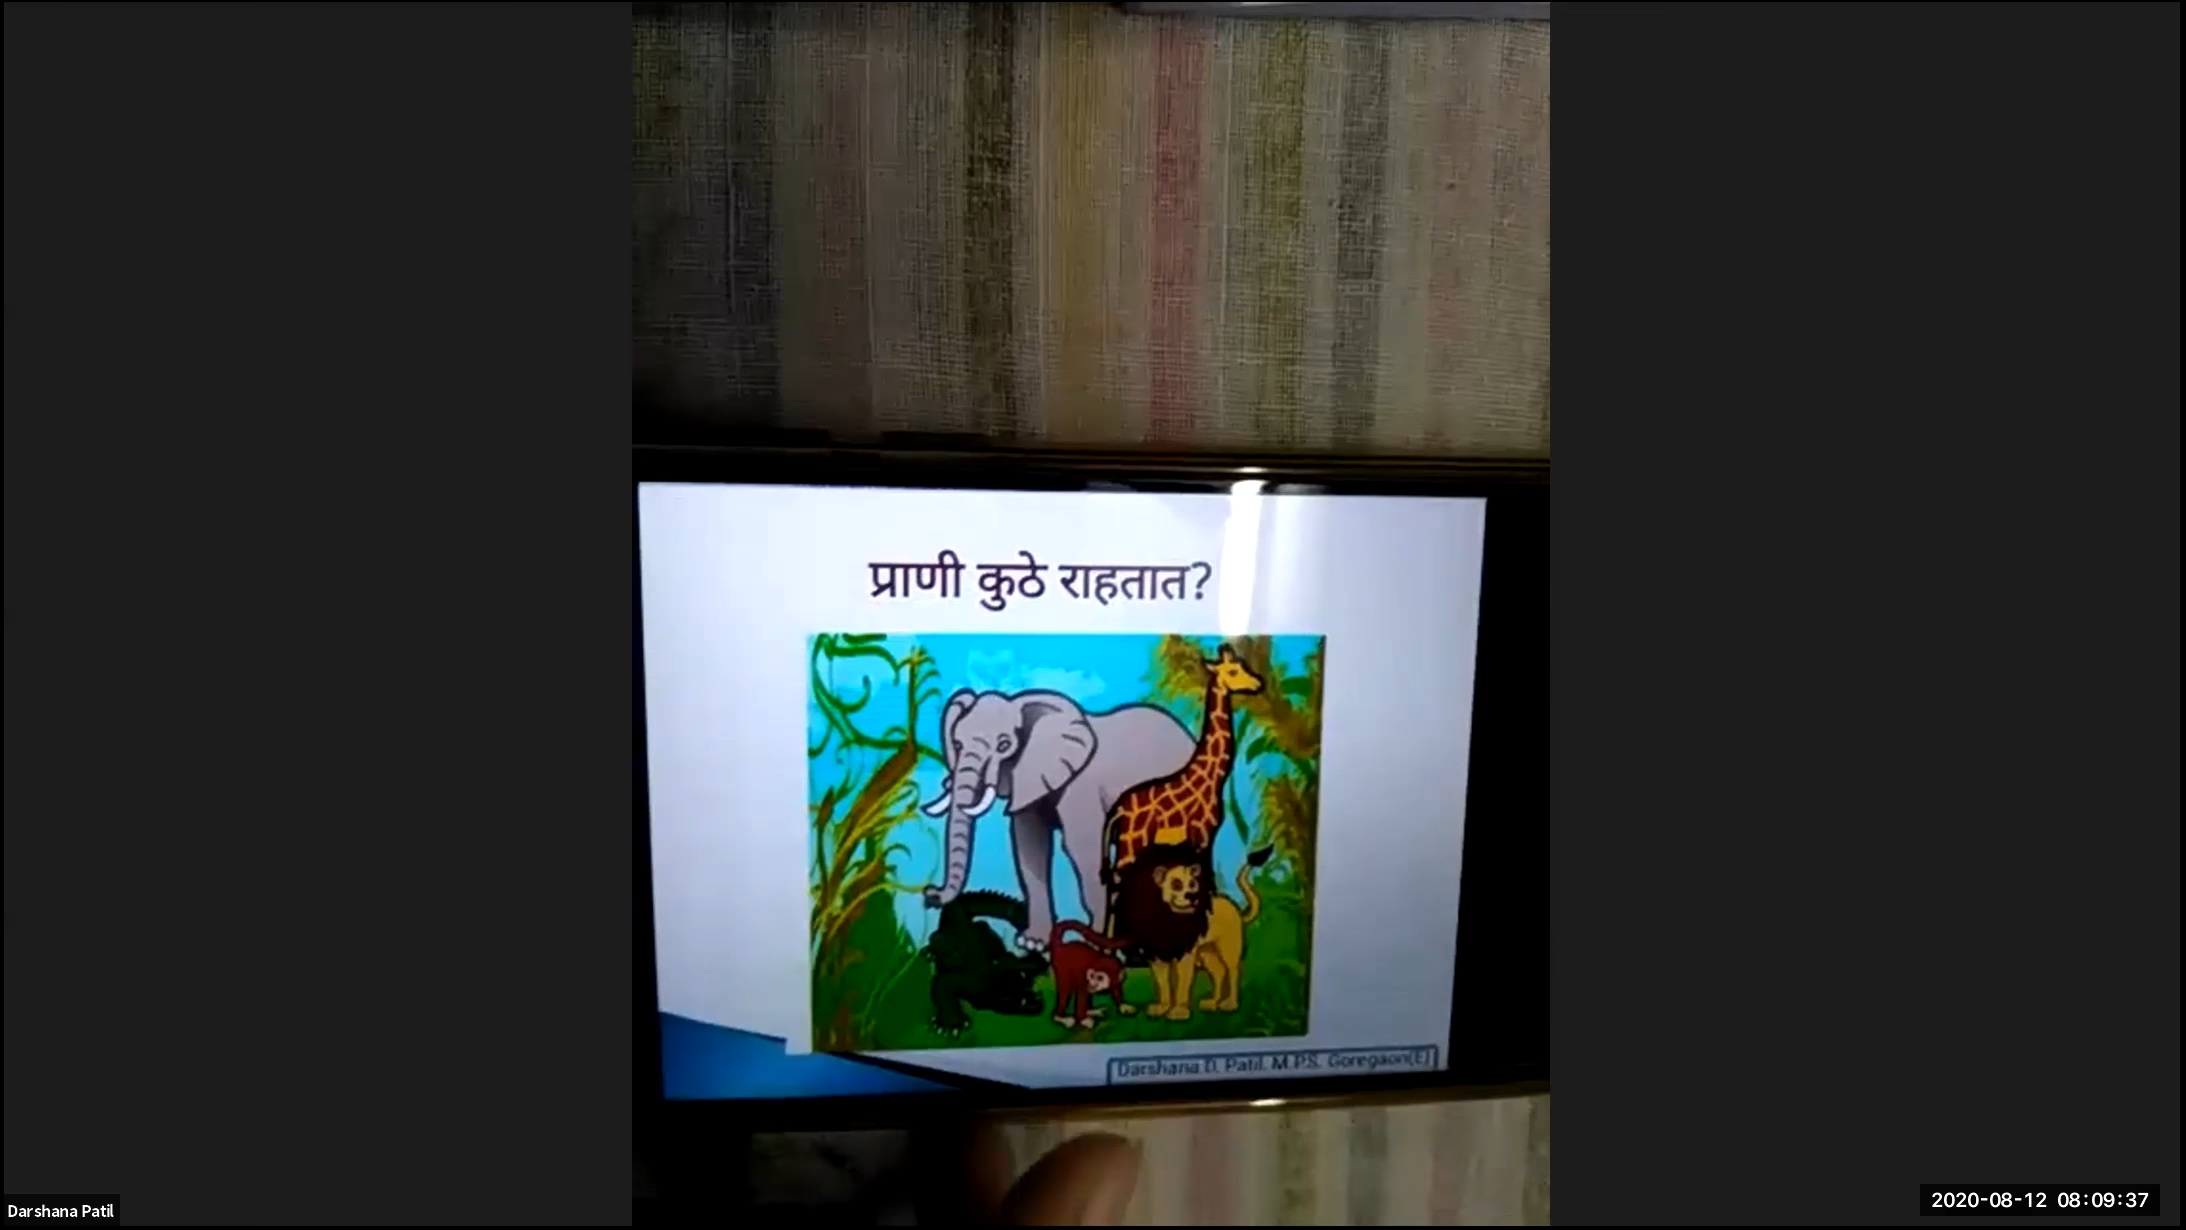 प्राणी कुठे राहतात?
Darshana.D. Patil. M.P.S. Goregaon(E)
Darshana Patil
2020-08-12 08:09:37